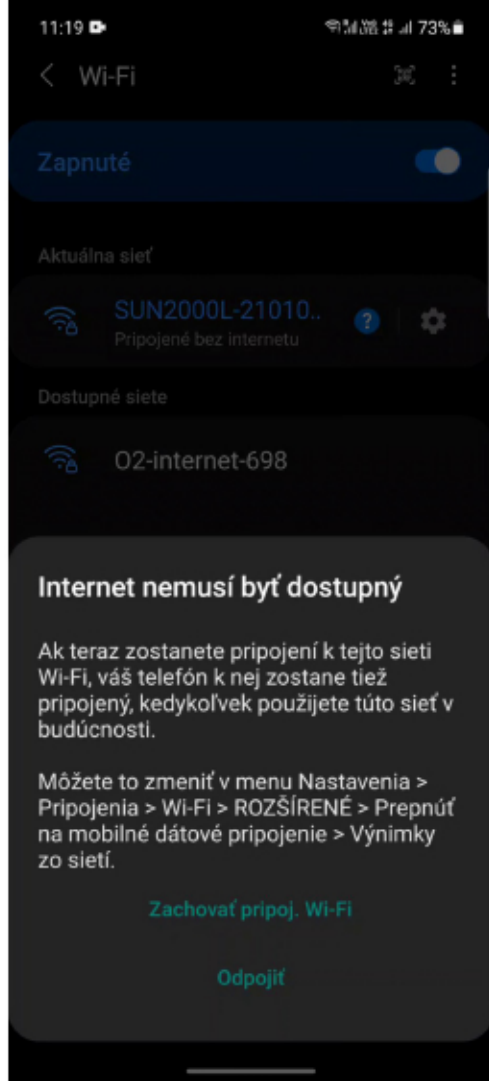 11:19
73%
Wi-Fi
Zapnuté
Aktuálna sieť
SUN2000L-21010..
?
Pripojené bez internetu
Dostupné siete
O2-internet-698
Internet nemusí byť dostupný
Ak teraz zostanete pripojení k tejto sieti
Wi-Fi, váš telefón k nej zostane tiež
pripojený, kedykoľvek použijete túto sieť v
budúcnosti.
Môžete to zmeniť v menu Nastavenia >
Pripojenia > Wi-Fi > ROZŠÍRENÉ > Prepnúť
na mobilné dátové pripojenie > Výnimky
zo sietí.
Zachovať pripoj. Wi-Fi
Odpojiť